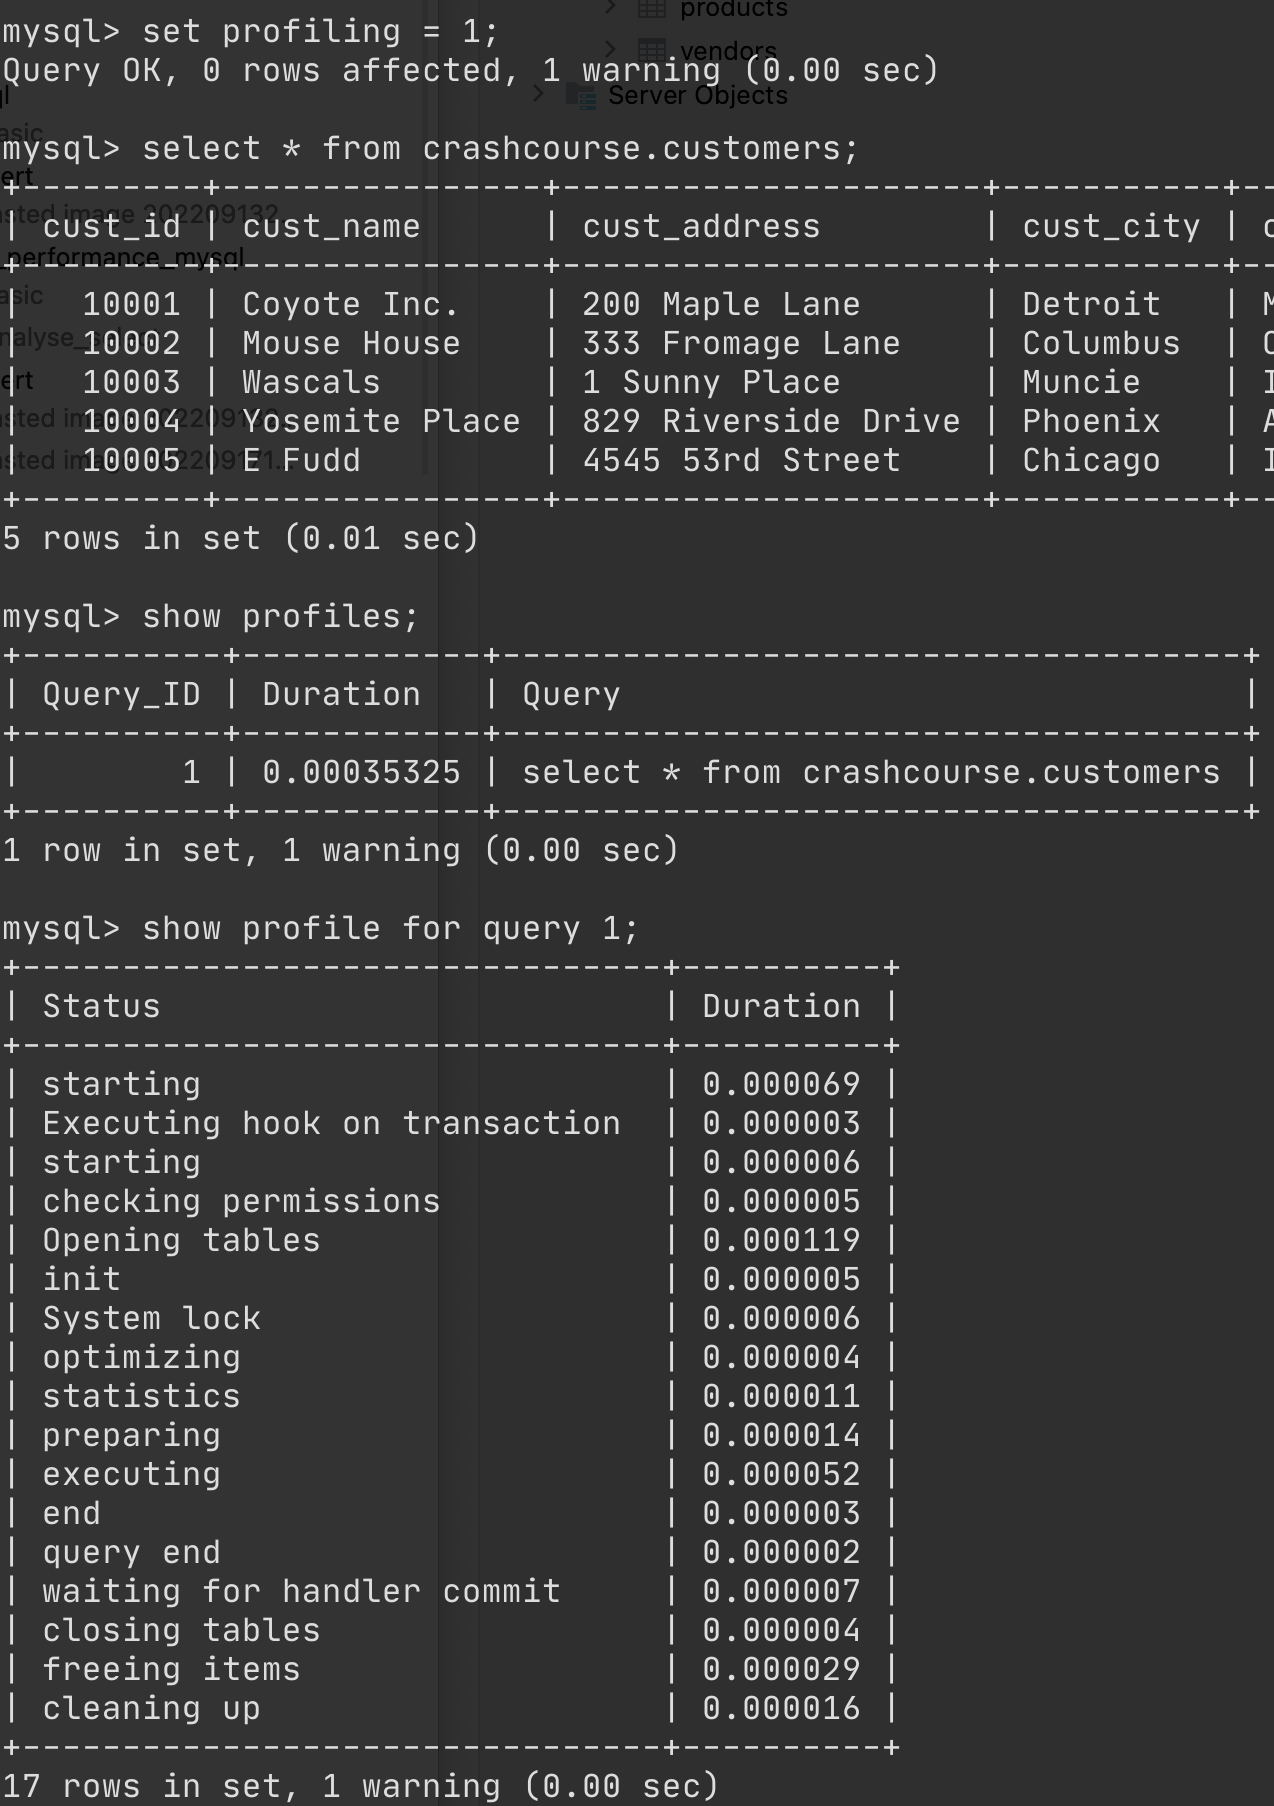 products
mysql> set profiling = 1;
vendors
Query OK, 0 rows affected, 1 warning (0.00 sec)
Server Objects
mysql> select * from crashcourse.customers;
+---------+----------------+---------------------+-----------+--
| cust_id | cust_name      | cust_address        | cust_city | c
_performance_mysql
+---------+----------------+---------------------+-----------+--
|   10001 | Coyote Inc.    | 200 Maple Lane      | Detroit   | M
|   10002 | Mouse House    | 333 Fromage Lane    | Columbus  | O
|   10003 | Wascals        | 1 Sunny Place       | Muncie    | I
|   10004 | Yosemite Place | 829 Riverside Drive | Phoenix   | A
|   10005 | E Fudd         | 4545 53rd Street    | Chicago   | I
+---------+----------------+---------------------+-----------+--
5 rows in set (0.01 sec)
mysql> show profiles;
+----------+------------+-------------------------------------+
| Query_ID | Duration   | Query                               |
+----------+------------+-------------------------------------+
|        1 | 0.00035325 | select * from crashcourse.customers |
+----------+------------+-------------------------------------+
1 row in set, 1 warning (0.00 sec)
mysql> show profile for query 1;
+--------------------------------+----------+
| Status                         | Duration |
+--------------------------------+----------+
| starting                       | 0.000069 |
| Executing hook on transaction  | 0.000003 |
| starting                       | 0.000006 |
| checking permissions           | 0.000005 |
| Opening tables                 | 0.000119 |
| init                           | 0.000005 |
| System lock                    | 0.000006 |
| optimizing                     | 0.000004 |
| statistics                     | 0.000011 |
| preparing                      | 0.000014 |
| executing                      | 0.000052 |
| end                            | 0.000003 |
| query end                      | 0.000002 |
| waiting for handler commit     | 0.000007 |
| closing tables                 | 0.000004 |
| freeing items                  | 0.000029 |
| cleaning up                    | 0.000016 |
+--------------------------------+----------+
17 rows in set, 1 warning (0.00 sec)